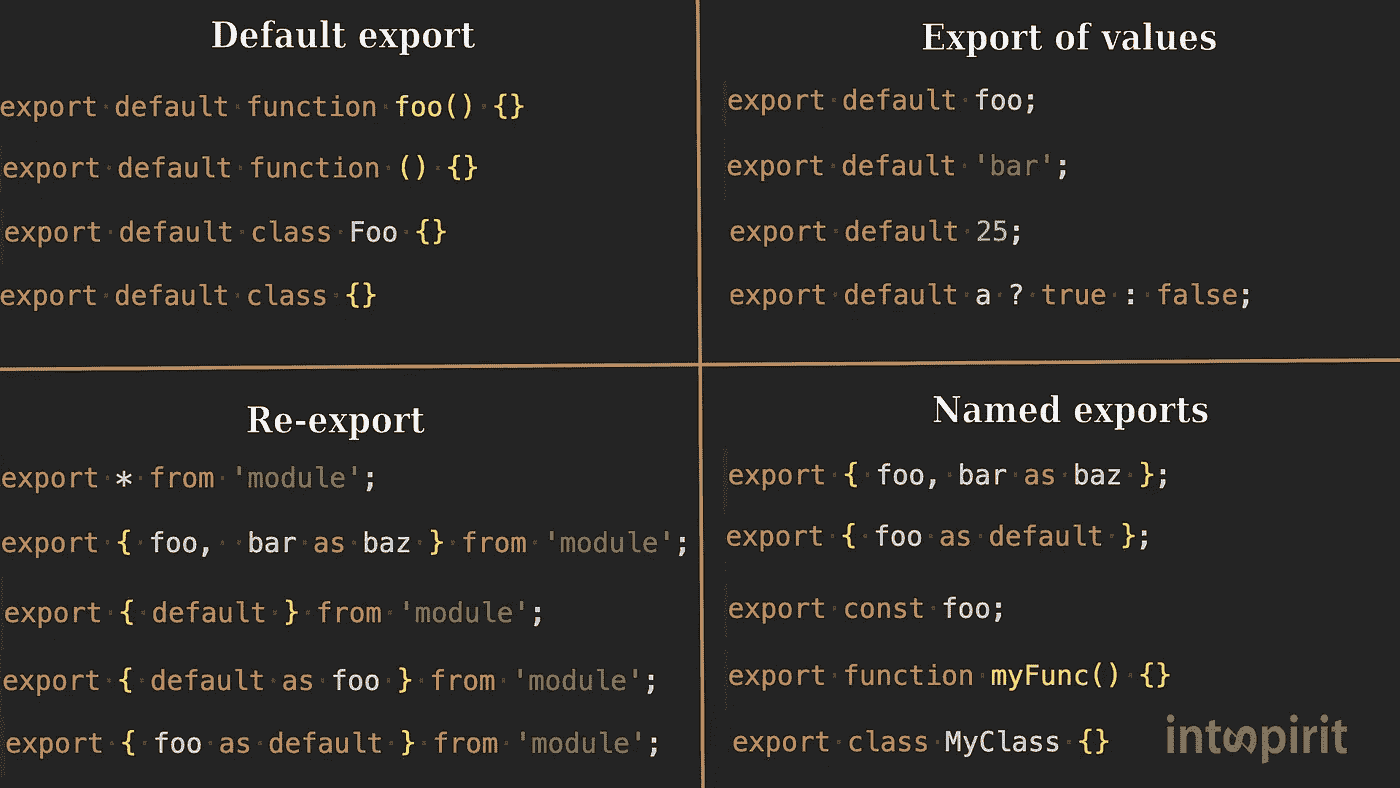 Default export
export default function foo() {}
export default function () {}
export default class Foo {}
export default class {}
Export of values
export default foo;
export default 'bar';
export default 25;
export default a ? true : false;
Re-export
export * from 'module';
export { foo,  bar as baz } from 'module';
export { default } from 'module';
export { default as foo } from 'module';
export { foo as default } from 'module';
Named exports
export { foo, bar as baz };
export { foo as default };
export const foo;
export function myFunc() {}
export class MyClass {}
intspirit